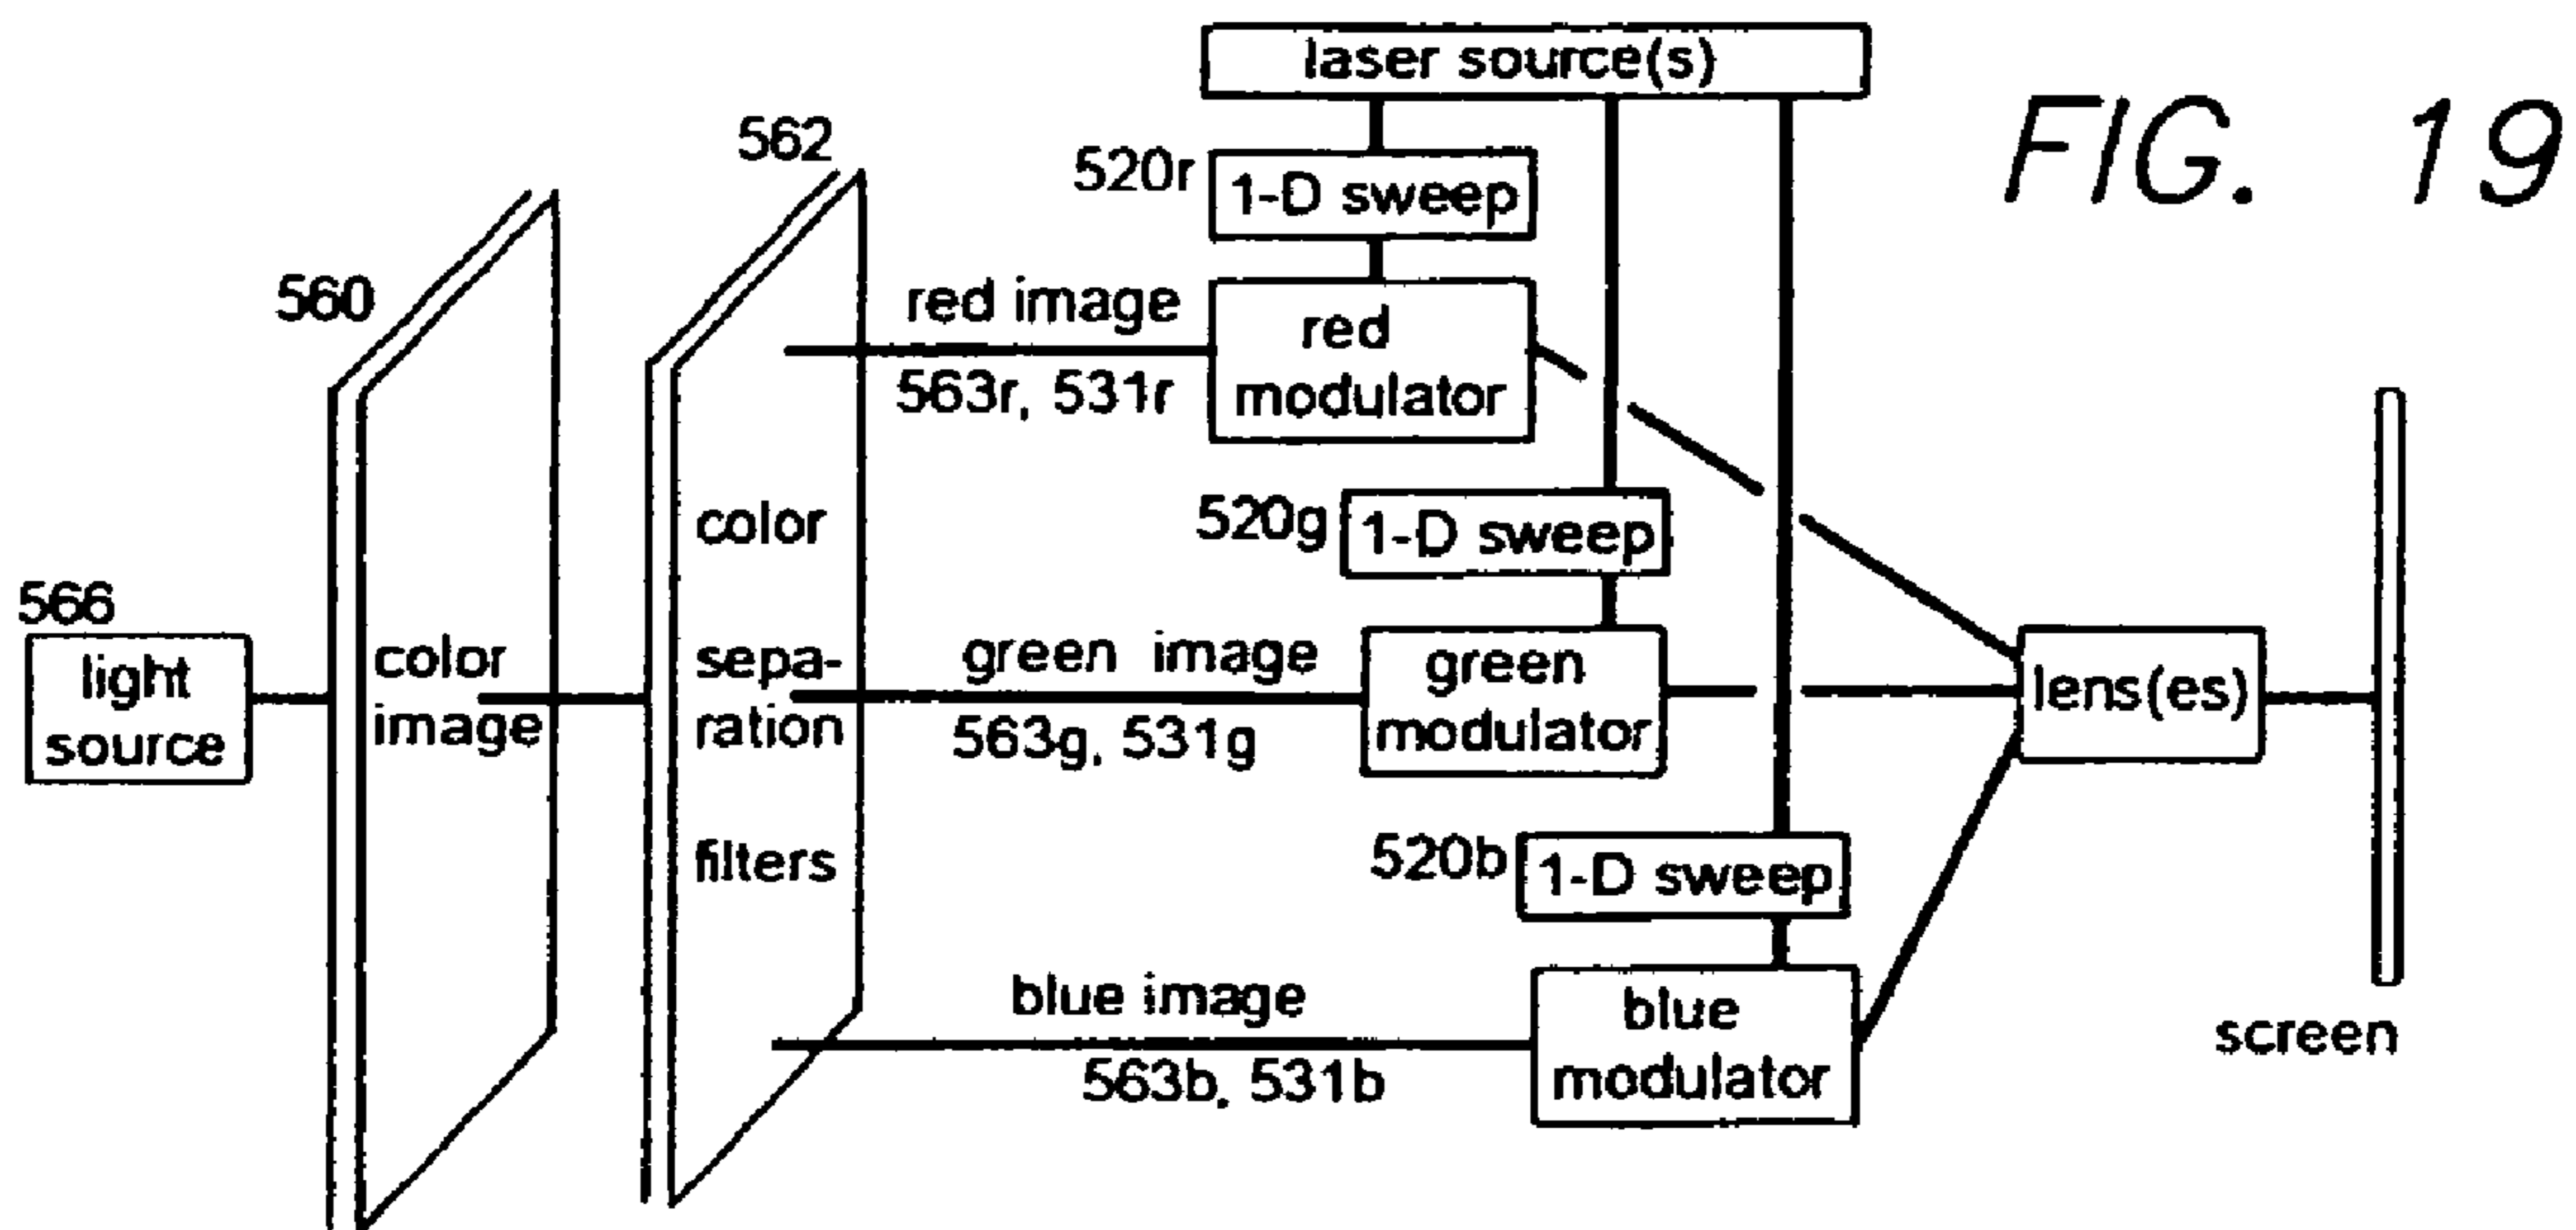 laser source(s)
FIG. 19
562
520r
1-D sweep
560
red image
red
modulator
563r, 531r
color
520g
1-D sweep
566
light
source
color
image
sepa-
ration
green image
563g, 531g
green
modulator
lens(es)
filters
520b
1-D sweep
blue image
563b, 531b
blue
modulator
screen